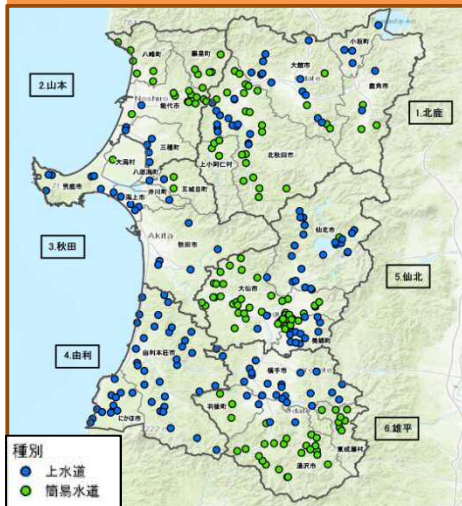 小坂町
八峰町
藤里町
大館市
2.山本
鹿角市
Noshiro
能代市
1.北鹿
三種町
北秋田市
大潟村
上小阿仁村
八郎潟町
五城目町
男鹿市
井川町
潟上市
仙北市
Akita
秋田市
3.秋田
5.仙北
大仙市
美郷町
4.由利
由利本荘市
横手市
羽後町
にかほ市
6.雄平
東成瀬村
湯沢市
種別
上水道
簡易水道